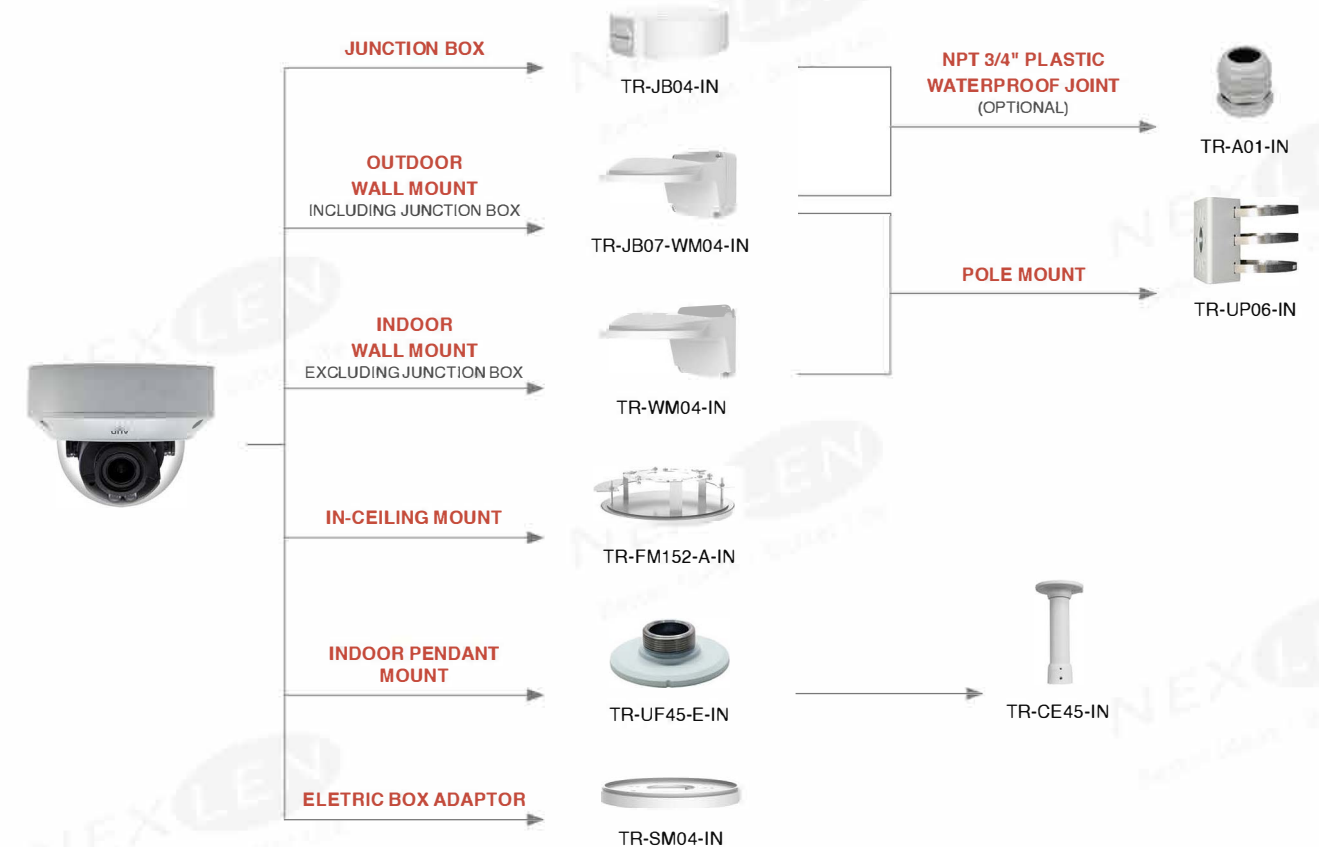 JUNCTION BOX
TR-JB04-IN
NPT 3/4" PLASTIC
WATERPROOF JOINT
(OPTIONAL)
TR-A01-IN
OUTDOOR
WALL MOUNT
INCLUDING JUNCTION BOX
TR-JB07-WM04-IN
POLE MOUNT
TR-UP06-IN
INDOOR
WALL MOUNT
EXCLUDING JUNCTION BOX
TR-WM04-IN
unv
IN-CEILING MOUNT
TR-FM152-A-IN
INDOOR PENDANT
MOUNT
TR-UF45-E-IN
TR-CE45-IN
ELETRIC BOX ADAPTOR
TR-SM04-IN
NEXLEN